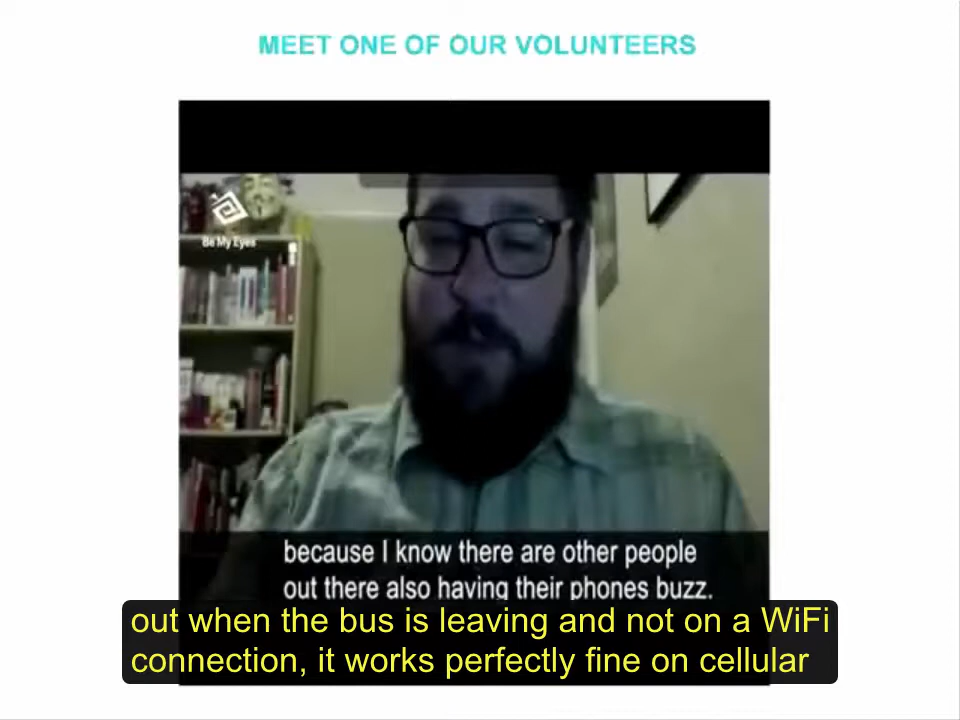 MEET ONE OF OUR VOLUNTEERS
Be My Eyes
because I know there are other people
out there also having their phones buzz.
out when the bus is leaving and not on a WiFi
connection, it works perfectly fine on cellular